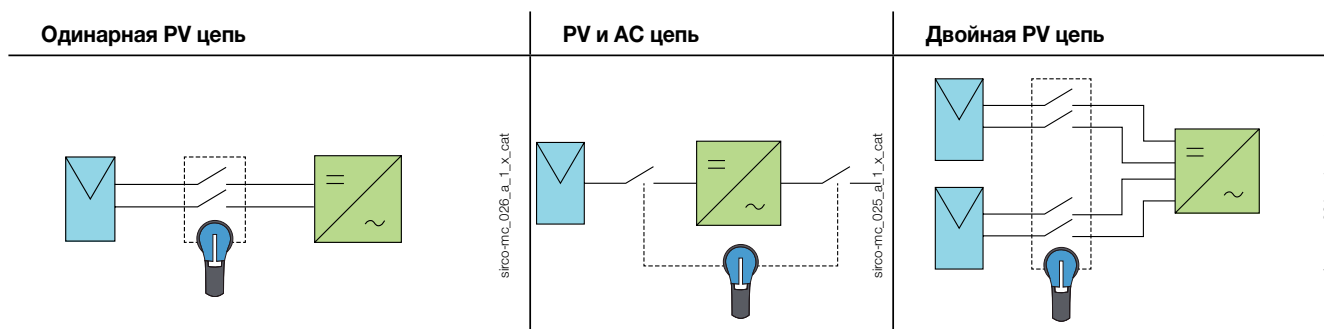 Одинарная PV цепь
PV и AC цепь
Двойная PV цепь
sirco-mc_026_a_1_x_cat
sirco-mc_025_a_1_x_cat